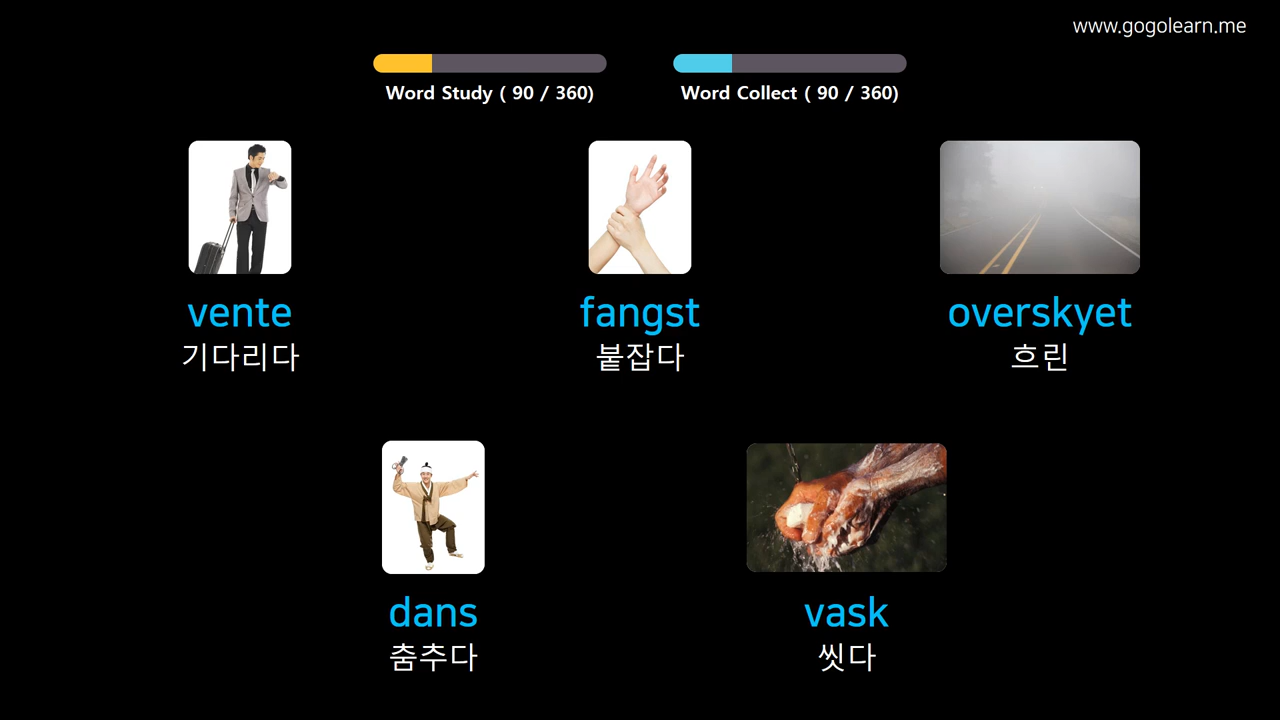 www.gogolearn.me
Word Study ( 90 / 360)
Word Collect ( 90 / 360)
vente
기다리다
fangst
붙잡다
overskyet
흐린
dans
춤추다
vask
씻다